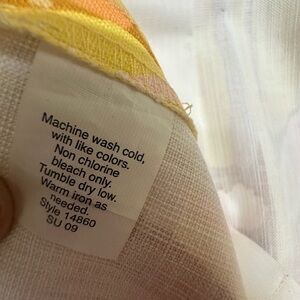 Machine wash cold,
with like colors.
Non chlorine
bleach only.
Tumble dry low.
Warm iron as
needed.
Style 14860
SU 09